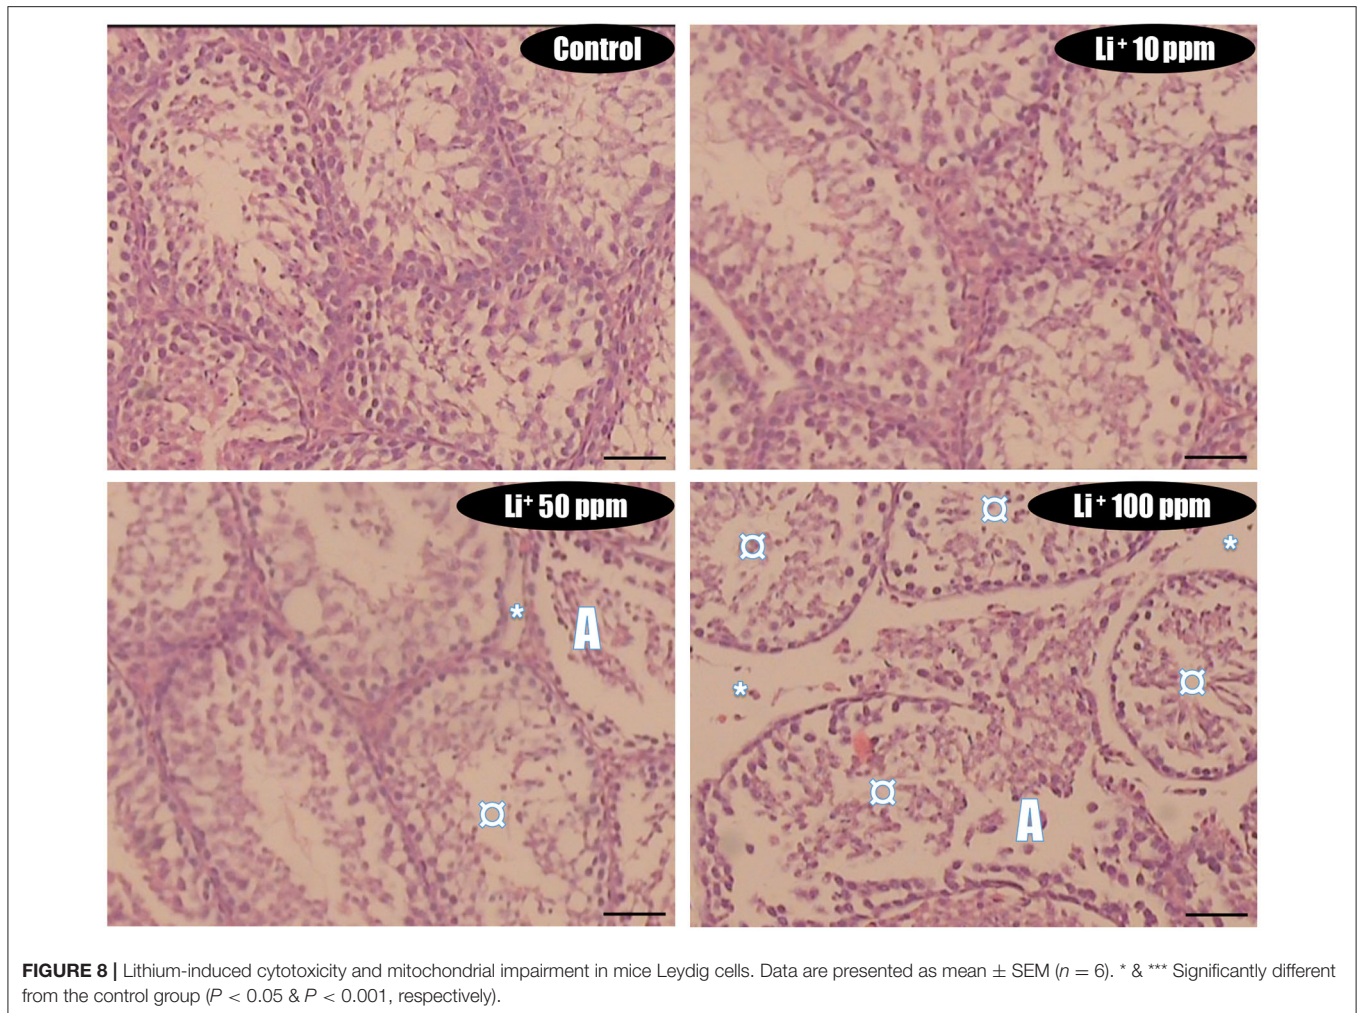 Control
Li+ 10 ppm
Li+ 50 ppm
Li+ 100 ppm
¤
¤
*
*
A
¤
*
¤
¤
A
FIGURE 8 | Lithium-induced cytotoxicity and mitochondrial impairment in mice Leydig cells. Data are presented as mean ± SEM (n = 6). * & *** Significantly different
from the control group (P < 0.05 & P < 0.001, respectively).